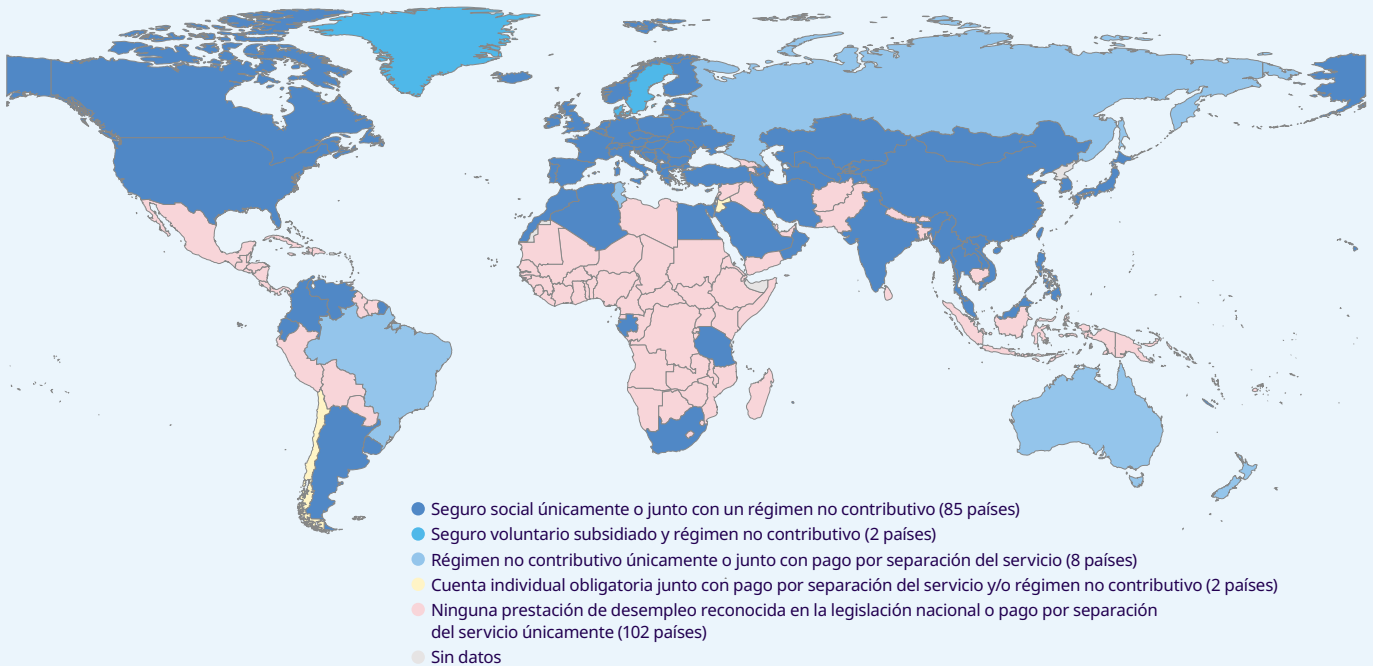 Seguro social únicamente o junto con un régimen no contributivo (85 países)
Seguro voluntario subsidiado y régimen no contributivo (2 países)
Régimen no contributivo únicamente o junto con pago por separación del servicio (8 países)
Cuenta individual obligatoria junto con pago por separación del servicio y/o régimen no contributivo (2 países)
Ninguna prestación de desempleo reconocida en la legislación nacional o pago por separación
del servicio únicamente (102 países)
Sin datos